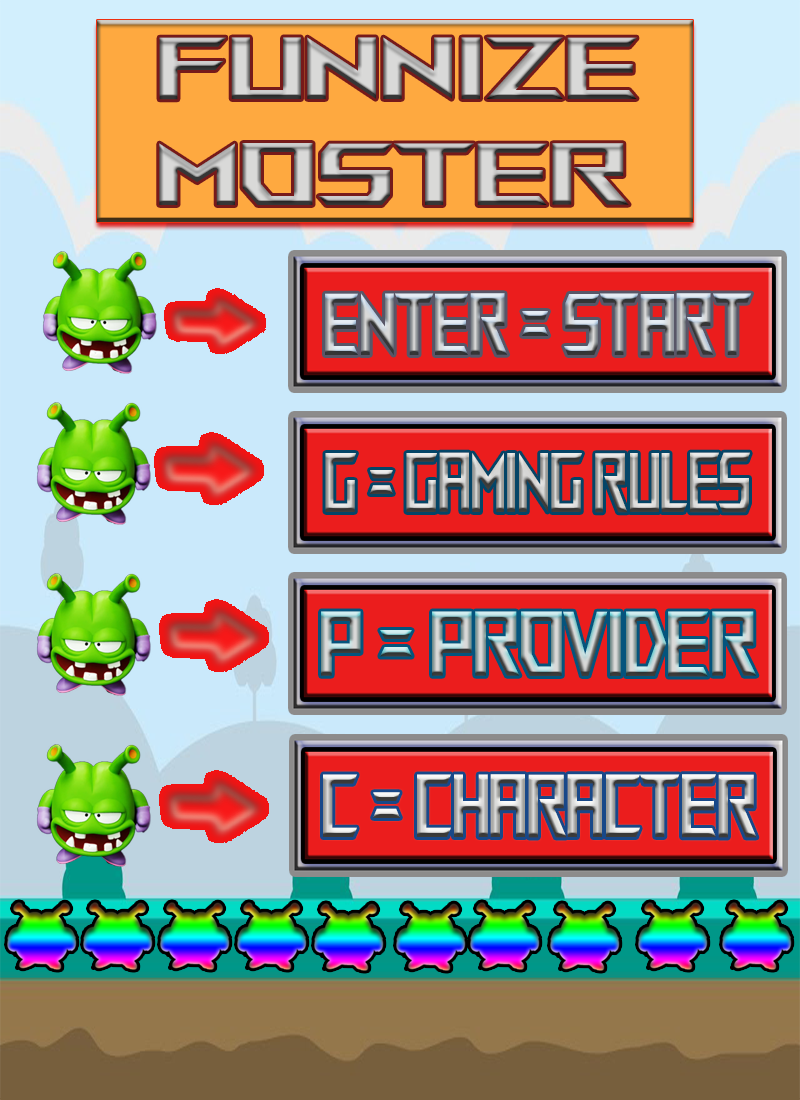 FUNNIZE
MOSTER
ENTER = START
G = GAMING RULES
P = PROVIDER
C = CHARACTER